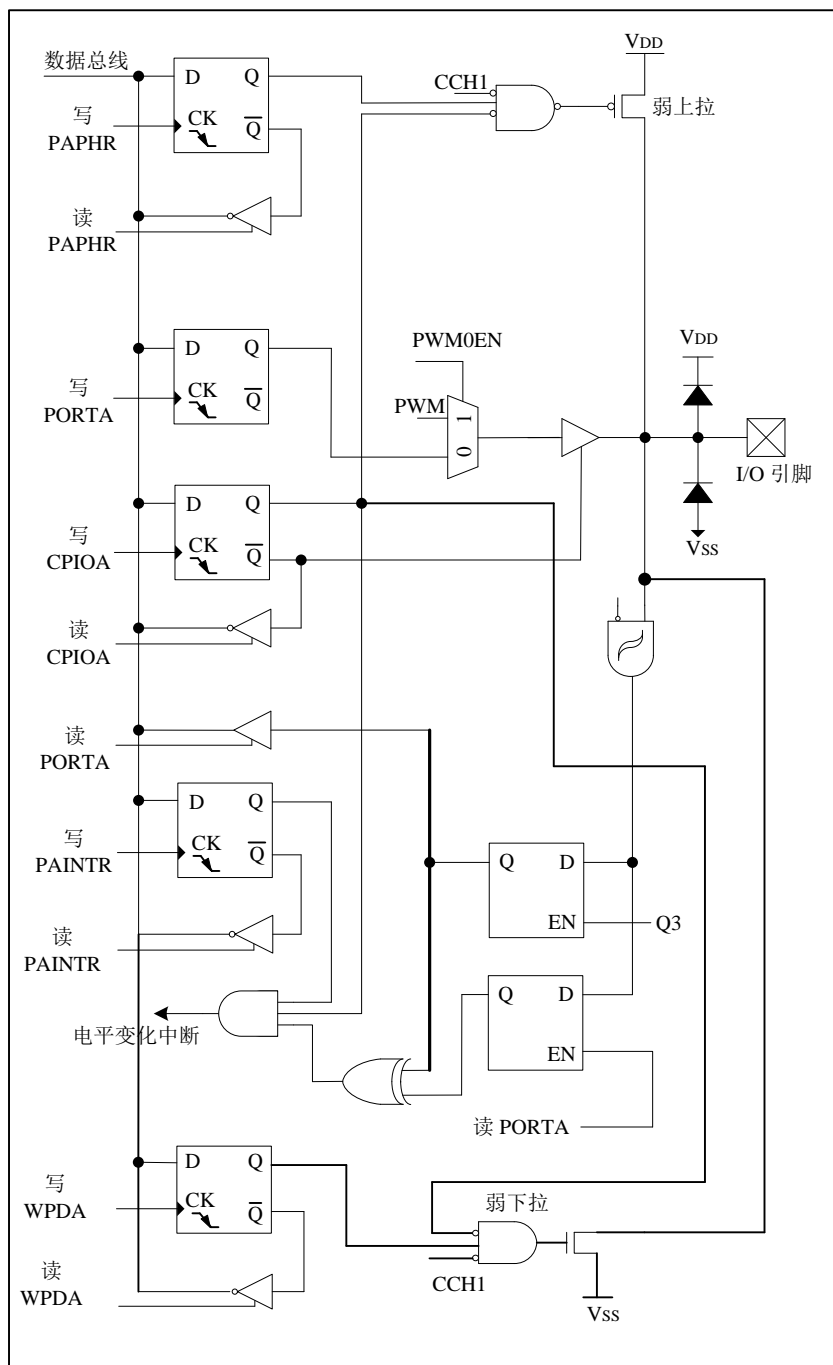 数据总线
D Q
CK Q
写
PAPHR
读
PAPHR
CCH1
VDD
弱上拉
D Q
CK Q
写
PORTA
PWM0EN
PWM
1
0
VDD
I/O 引脚
VSS
D Q
CK Q
写
CPIOA
读
CPIOA
读
PORTA
D Q
CK Q
写
PAINTR
读
PAINTR
Q D
EN
Q3
Q D
EN
电平变化中断
读 PORTA
D Q
CK Q
写
WPDA
读
WPDA
弱下拉
CCH1
VSS